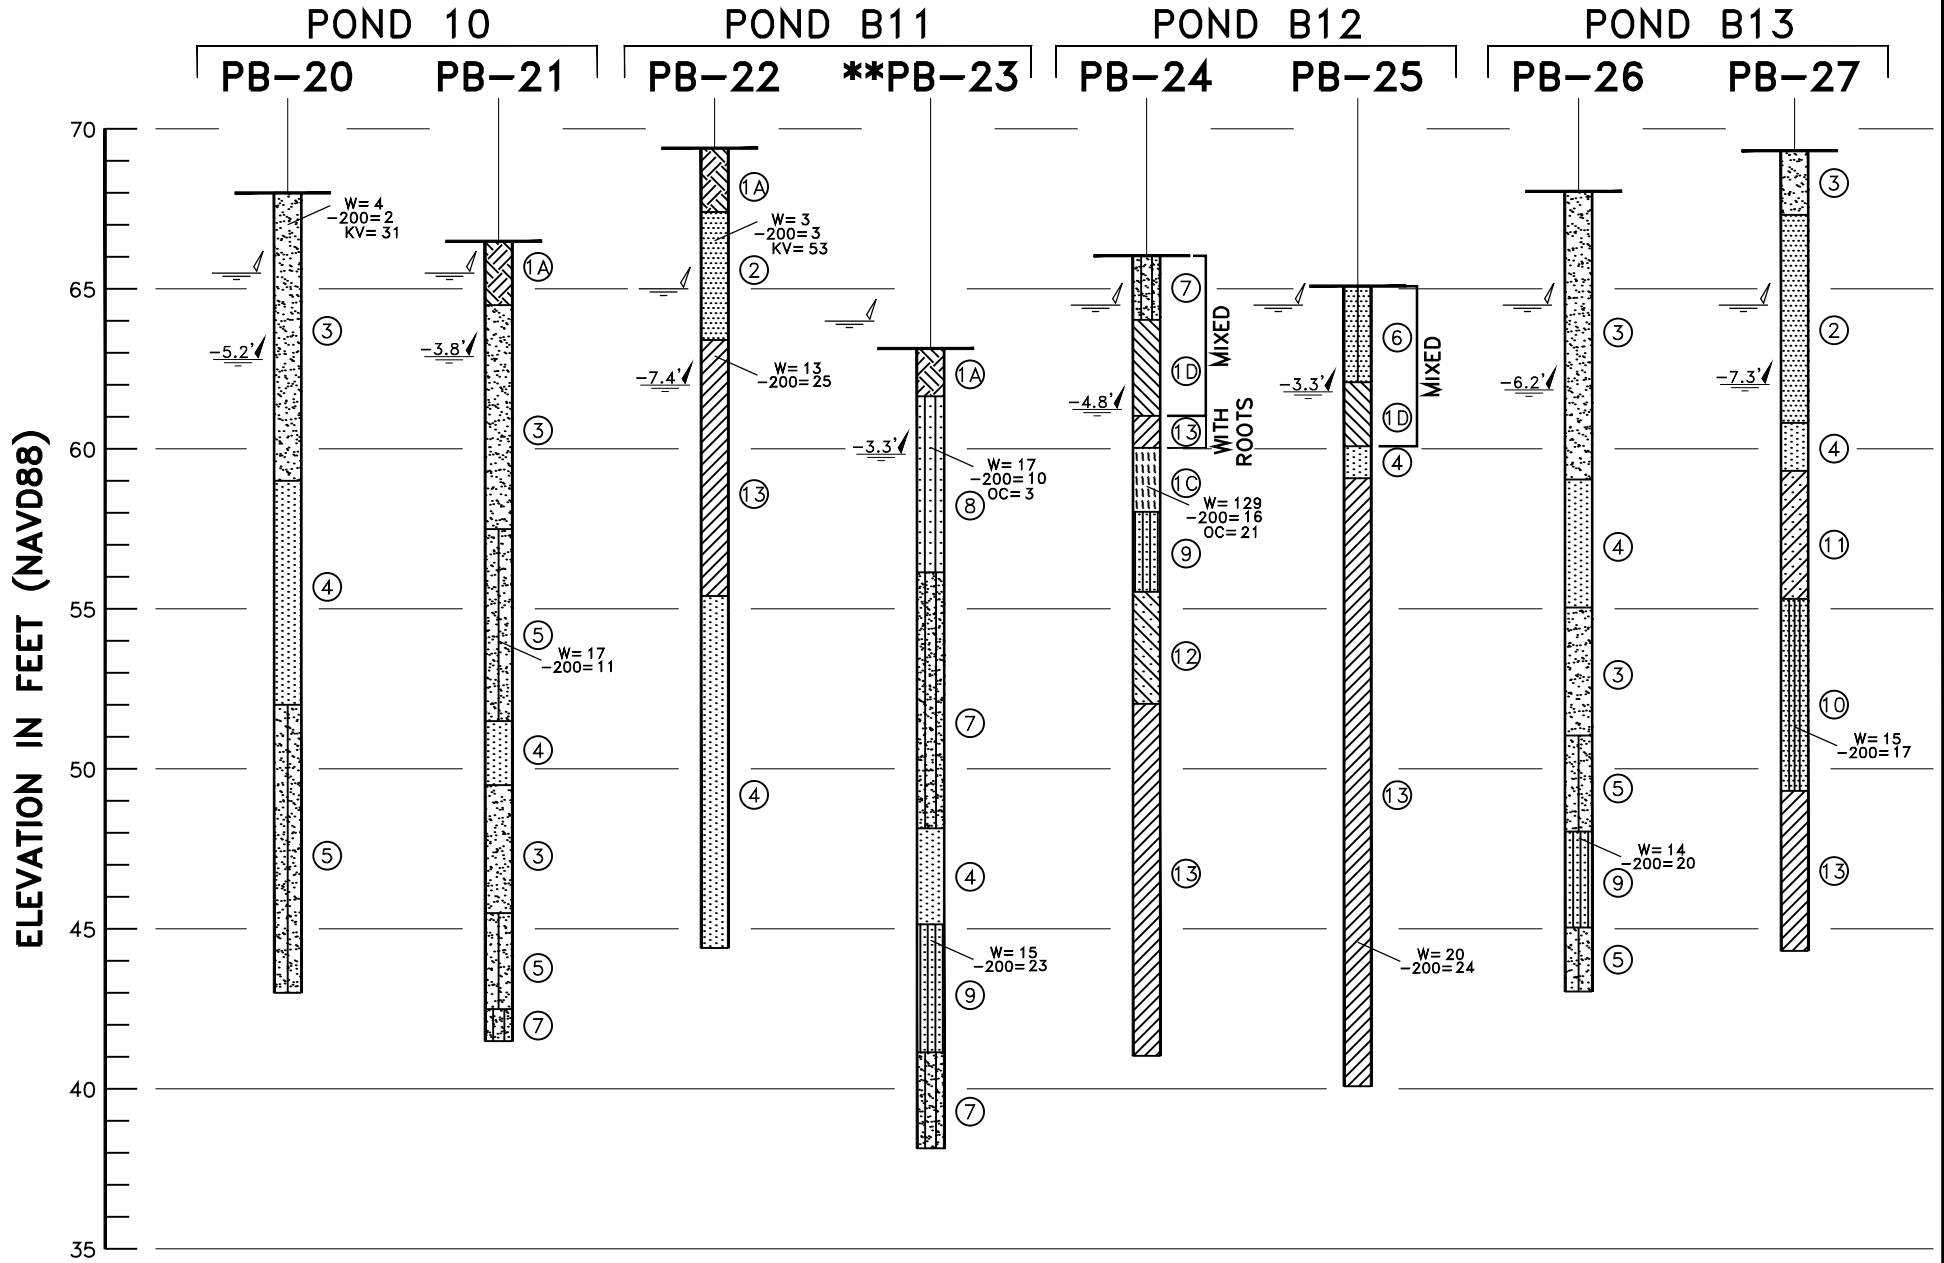 POND 10 POND B11 POND B12 POND B13
PB-20 PB-21 PB-22 **PB-23 PB-24 PB-25 PB-26 PB-27
ELEVATION IN FEET (NAVD88)
70
65
60
55
50
45
40
35
W= 4
-200=2
KV= 31
-5.2'
3
4
5
1A
-3.8'
3
5
W= 17
-200=11
4
3
5
7
1A
W= 3
-200=3
KV= 53
2
-7.4'
W= 13
-200=25
13
4
1A
-3.3'
W= 17
-200=10
OC= 3
8
7
4
W= 15
-200=23
9
7
7
MIXED
1D
-4.8'
13
WITH
ROOTS
1C
W= 129
-200=16
OC= 21
9
12
13
6
MIXED
-3.3'
1D
4
13
W= 20
-200=24
3
-6.2'
4
3
5
W= 14
-200=20
9
5
3
2
-7.3'
4
11
10
W= 15
-200=17
13